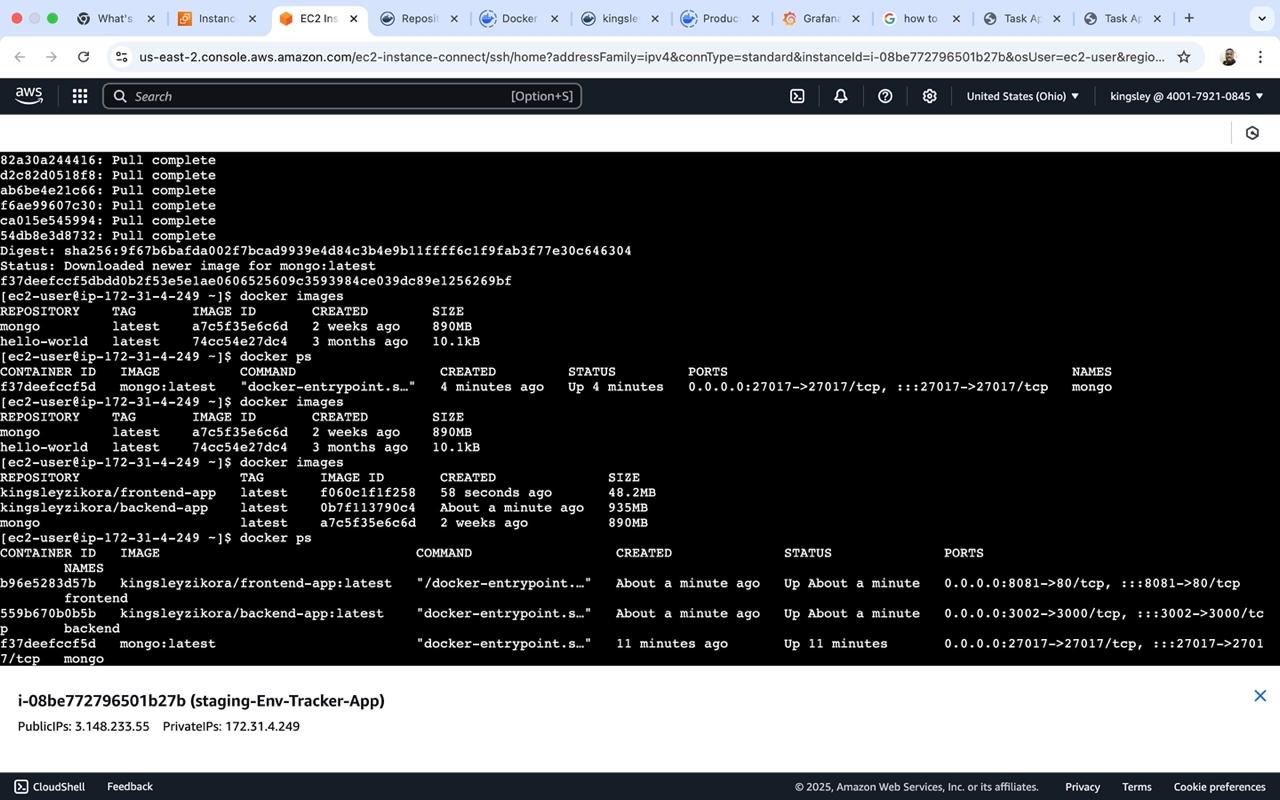 What's
Instanc
EC2 Ins
Reposit
Docker
kingsle
Produc
Grafana
how to
Task Ap
Task Ap
us-east-2.console.aws.amazon.com/ec2-instance-connect/ssh/home?addressFamily=ipv4&connType=standard&instanceId=i-08be772796501b27b&osUser=ec2-user&regio...
aws
Search
[Option+S]
United States (Ohio)
kingsley @ 4001-7921-0845
82a30a244416: Pull complete
d2c82d0518f8: Pull complete
ab6be4e21c66: Pull complete
f6ae99607c30: Pull complete
ca015e545994: Pull complete
54db8e3d8732: Pull complete
Digest: sha256:9f67b6bafda002f7bcad9939e4d84c3b4e9b11ffff6c1f9fab3f77e30c646304
Status: Downloaded newer image for mongo:latest
f37deefccf5dbdd0b2f53e5e1ae0606525609c3593984ce039dc89e1256269bf
[ec2-user@ip-172-31-4-249 ~]$ docker images
REPOSITORY TAG IMAGE ID CREATED SIZE
mongo latest a7c5f35e6c6d 2 weeks ago 890MB
hello-world latest 74cc54e27dc4 3 months ago 10.1kB
[ec2-user@ip-172-31-4-249 ~]$ docker ps
CONTAINER ID IMAGE COMMAND CREATED STATUS PORTS NAMES
f37deefccf5d mongo:latest "docker-entrypoint.s…" 4 minutes ago Up 4 minutes 0.0.0.0:27017->27017/tcp, :::27017->27017/tcp mongo
[ec2-user@ip-172-31-4-249 ~]$ docker images
REPOSITORY TAG IMAGE ID CREATED SIZE
mongo latest a7c5f35e6c6d 2 weeks ago 890MB
hello-world latest 74cc54e27dc4 3 months ago 10.1kB
[ec2-user@ip-172-31-4-249 ~]$ docker images
REPOSITORY TAG IMAGE ID CREATED SIZE
kingsleyzikora/frontend-app latest f060c1f1f258 58 seconds ago 48.2MB
kingsleyzikora/backend-app latest 0b7f113790c4 About a minute ago 935MB
mongo latest a7c5f35e6c6d 2 weeks ago 890MB
[ec2-user@ip-172-31-4-249 ~]$ docker ps
CONTAINER ID IMAGE COMMAND CREATED STATUS PORTS
NAMES
b96e5283d57b kingsleyzikora/frontend-app:latest "/docker-entrypoint.…" About a minute ago Up About a minute 0.0.0.0:8081->80/tcp, :::8081->80/tcp
frontend
559b670b0b5b kingsleyzikora/backend-app:latest "docker-entrypoint.s…" About a minute ago Up About a minute 0.0.0.0:3002->3000/tcp, :::3002->3000/tc
p backend
f37deefccf5d mongo:latest "docker-entrypoint.s…" 11 minutes ago Up 11 minutes 0.0.0.0:27017->27017/tcp, :::27017->2701
7/tcp mongo
i-08be772796501b27b (staging-Env-Tracker-App)
PublicIPs: 3.148.233.55 PrivateIPs: 172.31.4.249
CloudShell
Feedback
© 2025, Amazon Web Services, Inc. or its affiliates.
Privacy
Terms
Cookie preferences